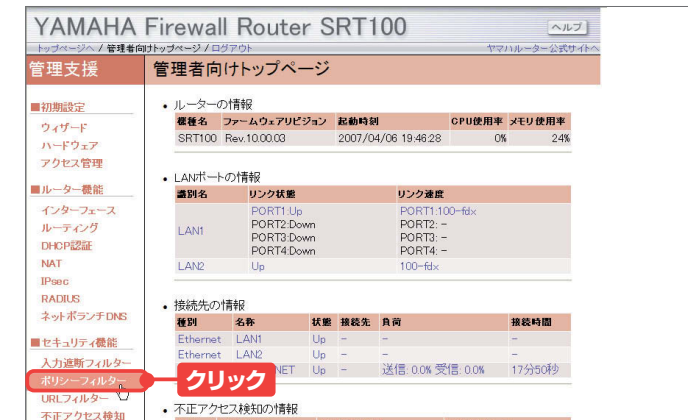 YAMAHA Firewall Router SRT100
ヘルプ
トップページへ / 管理者向けトップページ / ログアウト
ヤマハルーター公式サイトへ
管理支援
管理者向けトップページ
■初期設定
ウィザード
ハードウェア
アクセス管理
■ルーター機能
インターフェース
ルーティング
DHCP認証
NAT
IPsec
RADIUS
ネットボランチDNS
■セキュリティ機能
入力遮断フィルター
ポリシーフィルター
URLフィルター
不正アクセス検知
クリック
• ルーターの情報
機種名 ファームウェアリビジョン 起動時刻 CPU使用率 メモリ使用率
SRT100 Rev.10.00.03 2007/04/06 19:46:28 0% 24%
• LANポートの情報
識別名 リンク状態 リンク速度
LAN1
PORT1:Up PORT1:100-fdx
PORT2:Down PORT2: -
PORT3:Down PORT3: -
PORT4:Down PORT4: -
LAN2 Up 100-fdx
• 接続先の情報
種別 名称 状態 接続先 負荷 接続時間
Ethernet LAN1 Up - - -
Ethernet LAN2 Up - - -
NET Up - 送信: 0.0% 受信: 0.0% 17分50秒
• 不正アクセス検知の情報